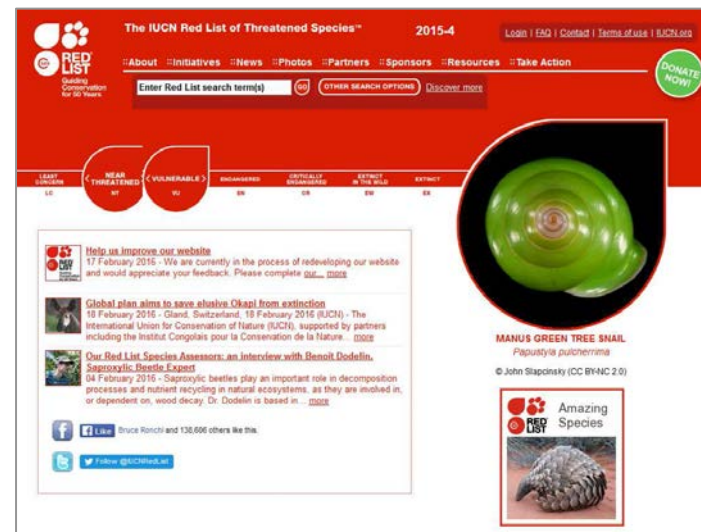 The IUCN Red List of Threatened Species™
2015-4
Login | FAQ | Contact | Terms of use | IUCN.org
RED
LIST
Guiding
Conservation
for 50 Years
::About ::Initiatives ::News ::Photos ::Partners ::Sponsors ::Resources ::Take Action
DONATE
NOW!
Enter Red List search term(s)
GO
OTHER SEARCH OPTIONS
Discover more
LEAST
CONCERN
LC
< NEAR
THREATENED
NT
< VULNERABLE >
VU
ENDANGERED
EN
CRITICALLY
ENDANGERED
CR
EXTINCT
IN THE WILD
EW
EXTINCT
EX
Help us improve our website
17 February 2016 - We are currently in the process of redeveloping our website
and would appreciate your feedback. Please complete our... more
Global plan aims to save elusive Okapi from extinction
18 February 2016 - Gland, Switzerland, 18 February 2016 (IUCN) - The
International Union for Conservation of Nature (IUCN), supported by partners
including the Institut Congolais pour la Conservation de la Nature... more
Our Red List Species Assessors: an interview with Benoit Dodelin,
Saproxylic Beetle Expert
04 February 2016 - Saproxylic beetles play an important role in decomposition
processes and nutrient recycling in natural ecosystems, as they are involved in,
or dependent on, wood decay. Dr. Dodelin is based in... more
Like Bruce Ronchi and 138,606 others like this.
Follow @IUCNRedList
MANUS GREEN TREE SNAIL
Papustyla pulcherrima
© John Slapcinsky (CC BY-NC 2.0)
RED
LIST
Amazing
Species